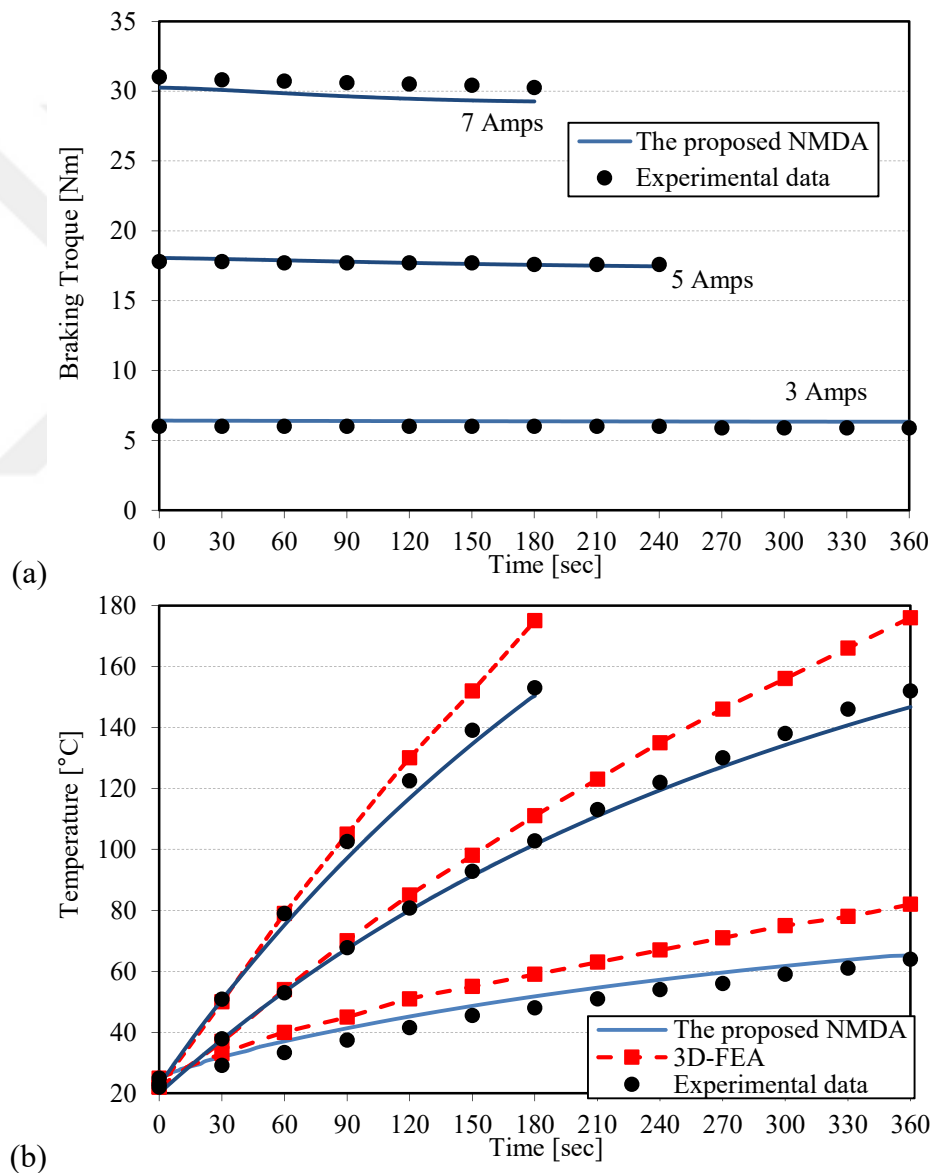 35
30
25
20
15
10
5
0
Braking Troque [Nm]
7 Amps
The proposed NMDA
Experimental data
5 Amps
3 Amps
0 30 60 90 120 150 180 210 240 270 300 330 360
Time [sec]
(a)
180
160
140
120
100
80
60
40
20
Temperature [°C]
The proposed NMDA
3D-FEA
Experimental data
0 30 60 90 120 150 180 210 240 270 300 330 360
Time [sec]
(b)